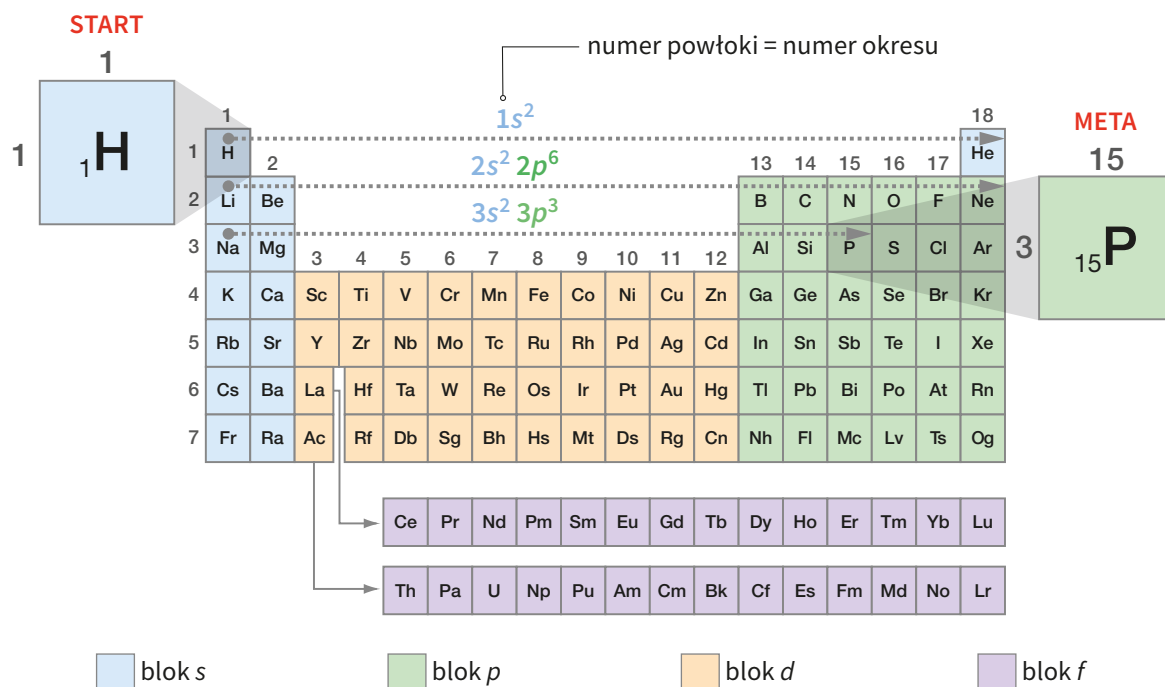 START
1
numer powłoki = numer okresu
1
₁H
1
18
META
15
1s²
1 H He
2
13 14 15 16 17
2s² 2p⁶
2 Li Be B C N O F Ne
3s² 3p³
3 Na Mg Al Si P S Cl Ar
3
₁₅P
3 4 5 6 7 8 9 10 11 12
4 K Ca Sc Ti V Cr Mn Fe Co Ni Cu Zn Ga Ge As Se Br Kr
5 Rb Sr Y Zr Nb Mo Tc Ru Rh Pd Ag Cd In Sn Sb Te I Xe
6 Cs Ba La Hf Ta W Re Os Ir Pt Au Hg Tl Pb Bi Po At Rn
7 Fr Ra Ac Rf Db Sg Bh Hs Mt Ds Rg Cn Nh Fl Mc Lv Ts Og
Ce Pr Nd Pm Sm Eu Gd Tb Dy Ho Er Tm Yb Lu
Th Pa U Np Pu Am Cm Bk Cf Es Fm Md No Lr
blok s blok p blok d blok f